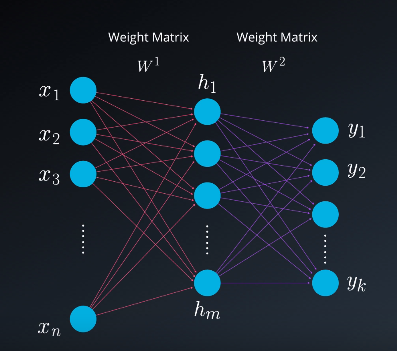 Weight Matrix Weight Matrix
W¹ W²
x₁ h₁
x₂ y₁
x₃ y₂
hₘ yₖ
xₙ